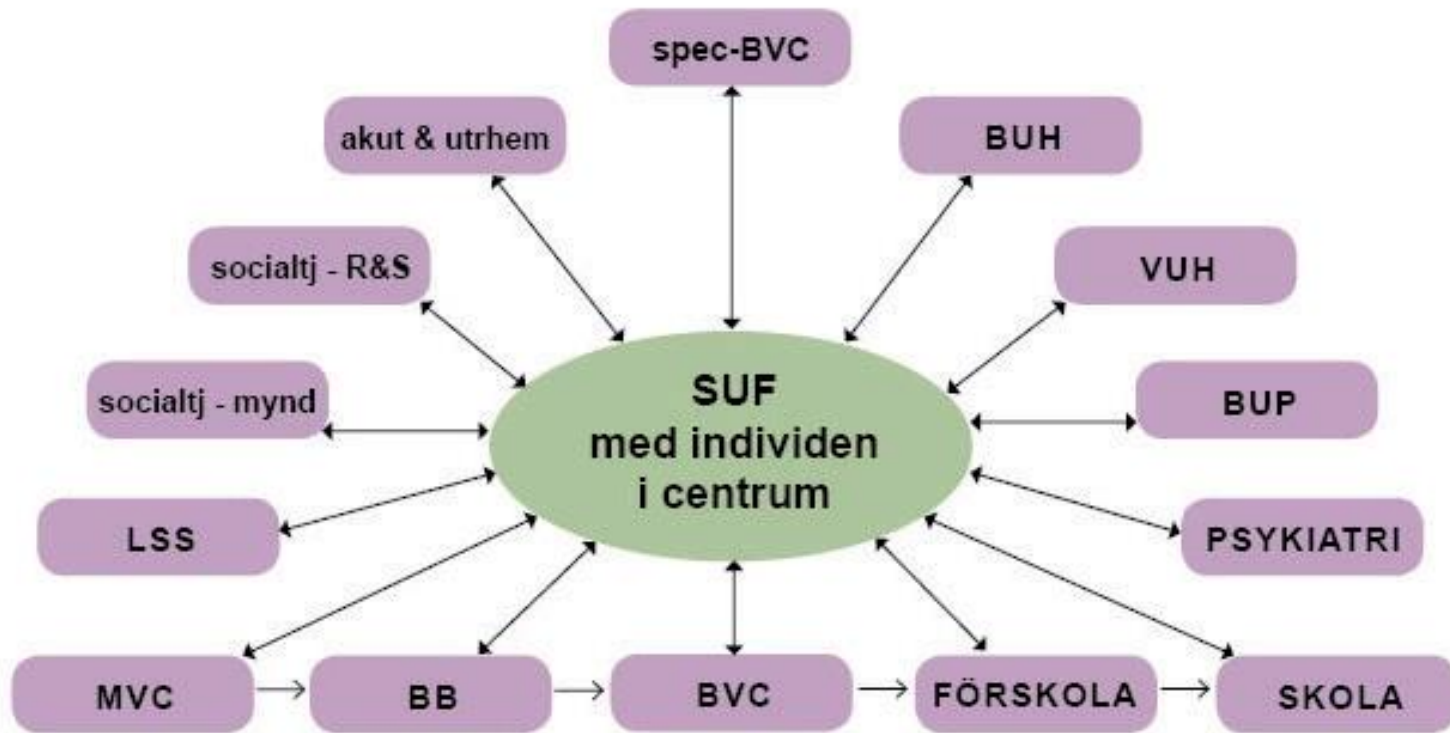 spec-BVC
akut & utrhem
BUH
socialtj - R&S
VUH
SUF
med individen
i centrum
socialtj - mynd
BUP
LSS
PSYKIATRI
MVC
BB
BVC
FÖRSKOLA
SKOLA